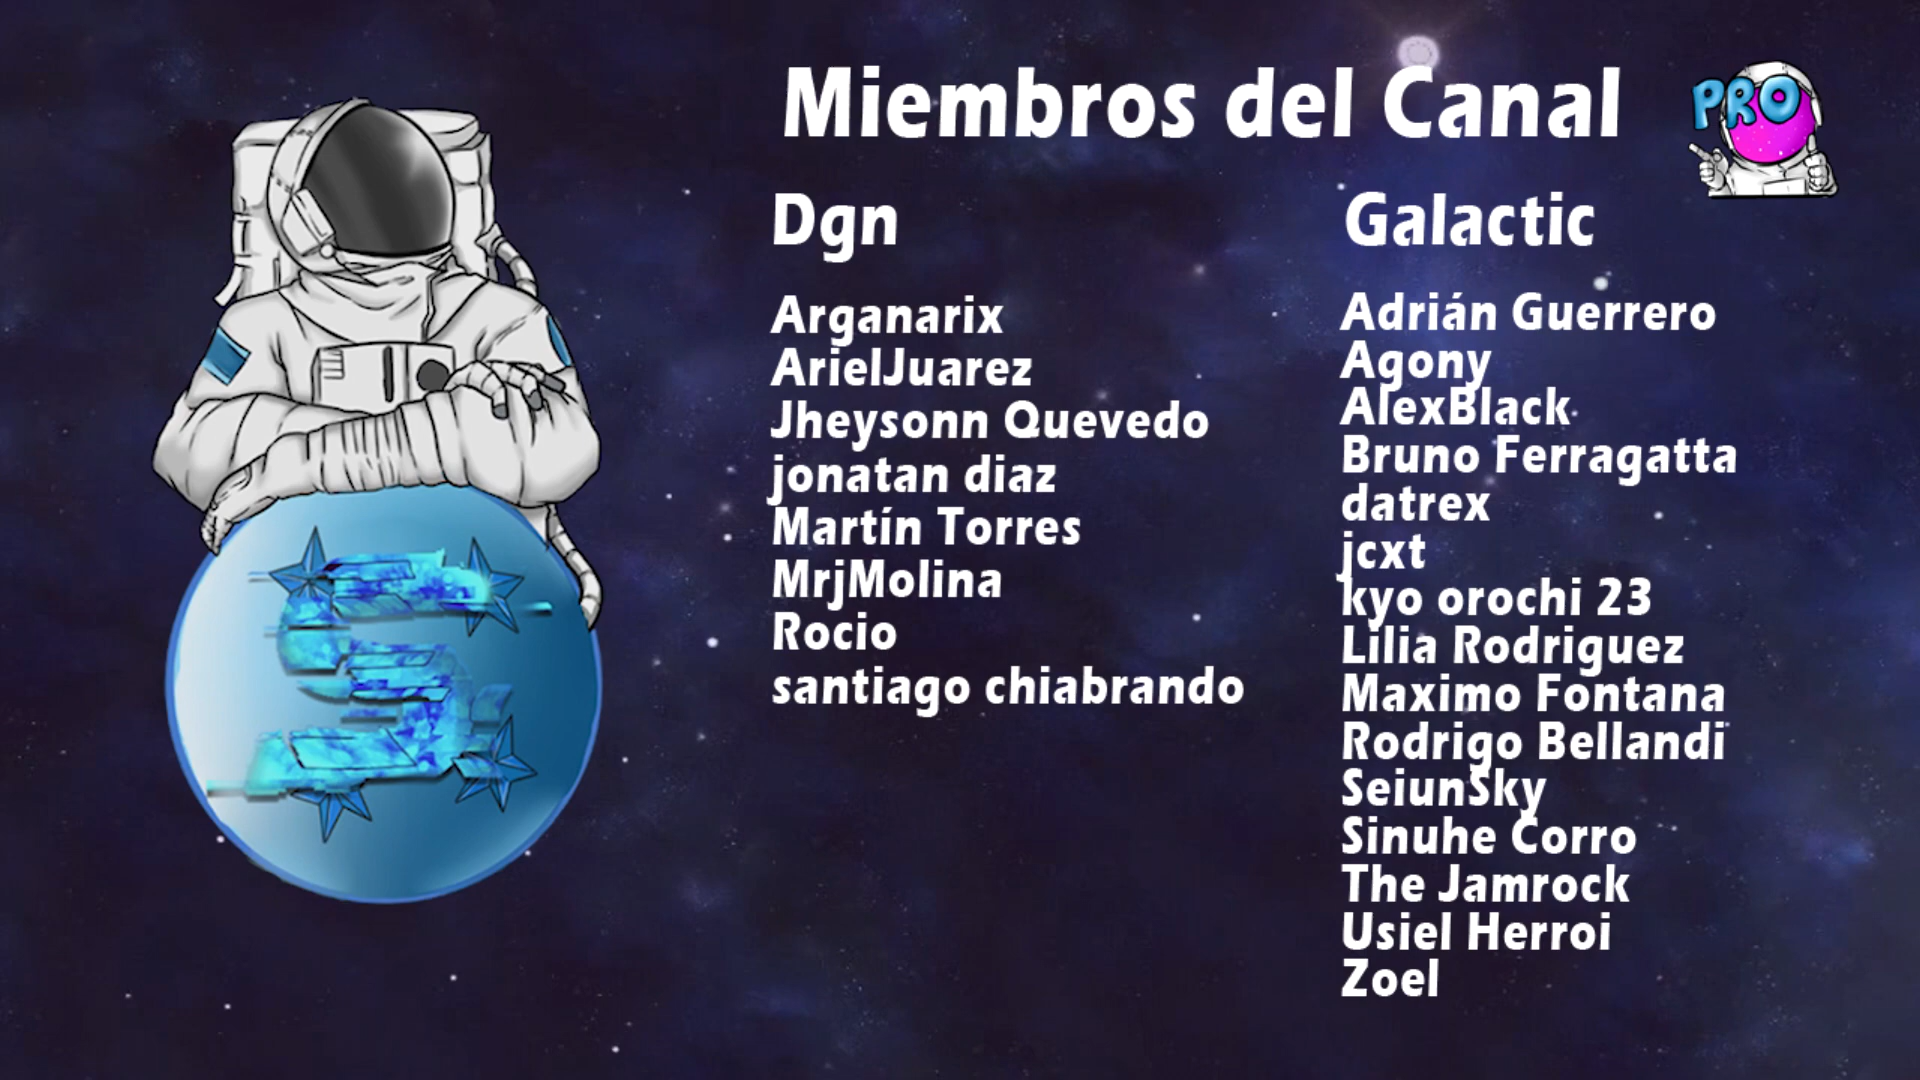 Miembros del Canal
PRO
Dgn
Arganarix
ArielJuarez
Jheysonn Quevedo
jonatan diaz
Martín Torres
MrjMolina
Rocio
santiago chiabrando
Galactic
Adrián Guerrero
Agony
AlexBlack
Bruno Ferragatta
datrex
jcxt
kyo orochi 23
Lilia Rodriguez
Maximo Fontana
Rodrigo Bellandi
SeiunSky
Sinuhe Corro
The Jamrock
Usiel Herroi
Zoel
S